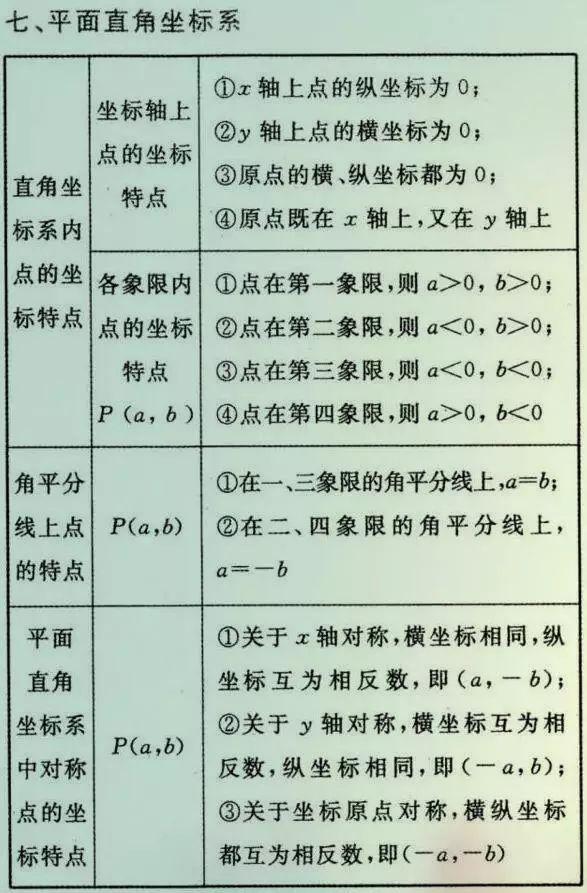 七、平面直角坐标系
直角坐
标系内
点的坐
标特点
坐标轴上
点的坐标
特点
①x 轴上点的纵坐标为 0;
②y 轴上点的横坐标为 0;
③原点的横、纵坐标都为 0;
④原点既在 x 轴上,又在 y 轴上
各象限内
点的坐标
特点
P (a, b)
①点在第一象限,则 a>0, b>0;
②点在第二象限,则 a<0, b>0;
③点在第三象限,则 a<0, b<0;
④点在第四象限,则 a>0, b<0
角平分
线上点
的特点
P(a,b)
①在一、三象限的角平分线上,a=b;
②在二、四象限的角平分线上,
a=-b
平面
直角
坐标系
中对称
点的坐
标特点
P(a,b)
①关于 x 轴对称,横坐标相同,纵
坐标互为相反数,即(a,-b);
②关于 y 轴对称,横坐标互为相
反数,纵坐标相同,即(-a,b);
③关于坐标原点对称,横纵坐标
都互为相反数,即(-a,-b)